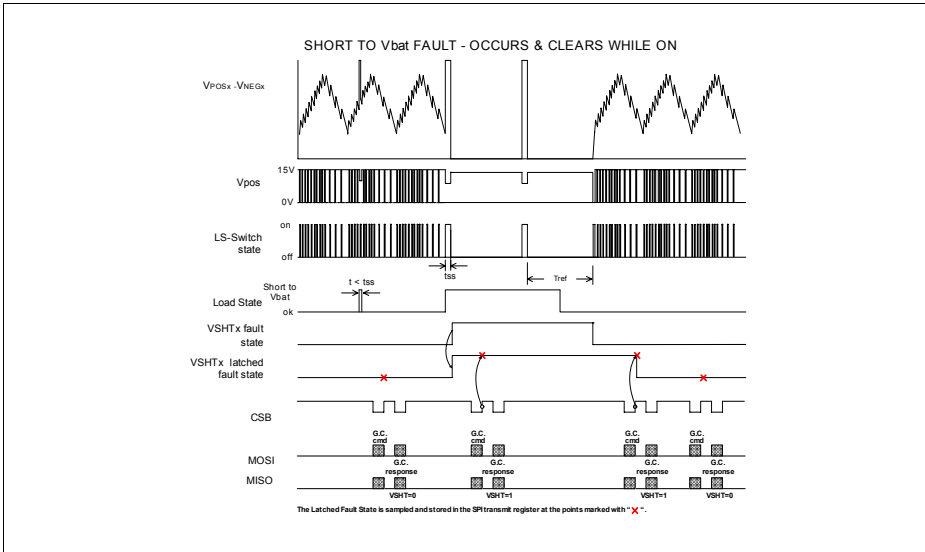 SHORT TO Vbat FAULT - OCCURS & CLEARS WHILE ON
VPOSx -VNEGx
15V
Vpos
0V
on
LS-Switch
state
off
tss
Tref
t < tss
Short to
Vbat
Load State
ok
VSHTx fault
state
VSHTx latched
fault state
CSB
G.C.
cmd
G.C.
cmd
G.C.
cmd
G.C.
cmd
MOSI
G.C.
response
G.C.
response
G.C.
response
G.C.
response
MISO
VSHT=0
VSHT=1
VSHT=1
VSHT=0
The Latched Fault State is sampled and stored in the SPI transmit register at the points marked with "X".